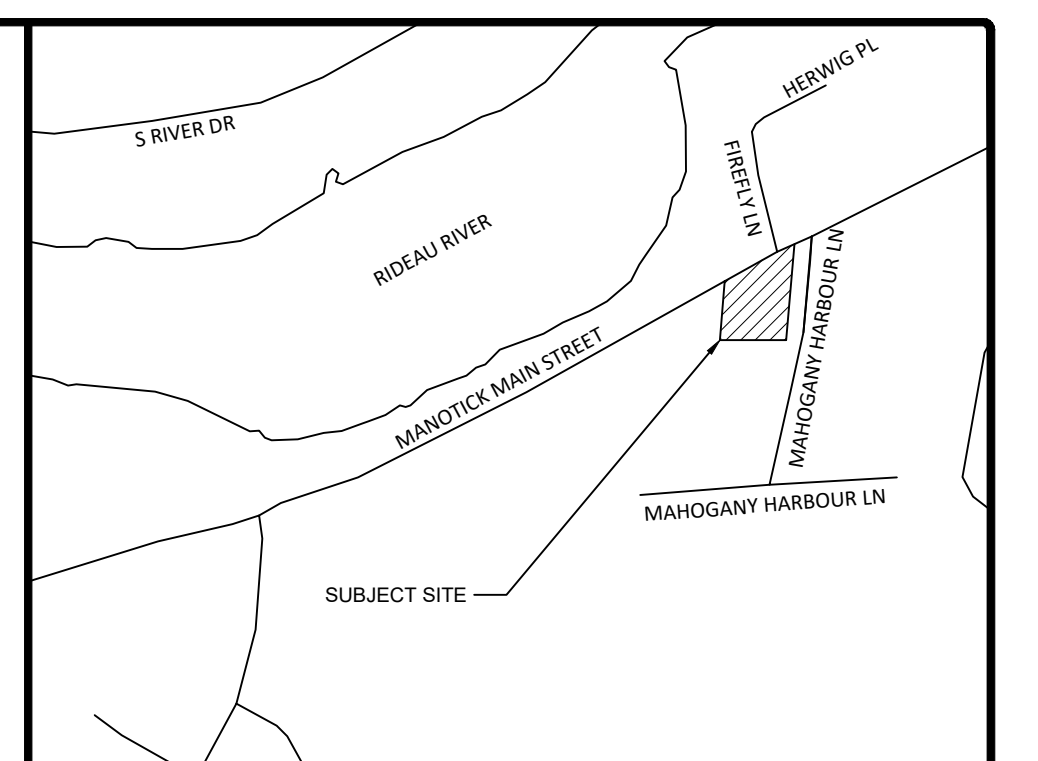 HERWIG PL
S RIVER DR
FIREFLY LN
RIDEAU RIVER
MAHOGANY HARBOUR LN
MANOTICK MAIN STREET
MAHOGANY HARBOUR LN
SUBJECT SITE